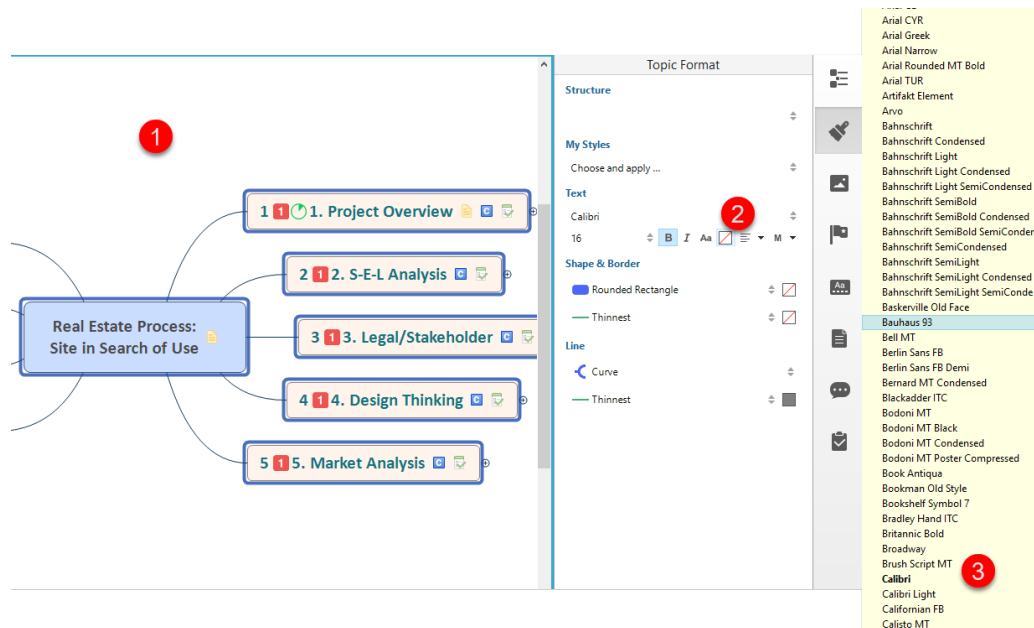 1
1 1 1. Project Overview C
2 1 2. S-E-L Analysis C
Real Estate Process:
Site in Search of Use
3 1 3. Legal/Stakeholder C
4 1 4. Design Thinking C
5 1 5. Market Analysis C
Topic Format
Structure
My Styles
Choose and apply ...
Text
Calibri
2
16 B I Aa M
Shape & Border
Rounded Rectangle
Thinnest
Line
Curve
Thinnest
Aa
Arial CYR
Arial Greek
Arial Narrow
Arial Rounded MT Bold
Arial TUR
Artifakt Element
Arvo
Bahnschrift
Bahnschrift Condensed
Bahnschrift Light
Bahnschrift Light Condensed
Bahnschrift Light SemiCondensed
Bahnschrift SemiBold
Bahnschrift SemiBold Condensed
Bahnschrift SemiBold SemiConden
Bahnschrift SemiCondensed
Bahnschrift SemiLight
Bahnschrift SemiLight Condensed
Bahnschrift SemiLight SemiConde
Baskerville Old Face
Bauhaus 93
Bell MT
Berlin Sans FB
Berlin Sans FB Demi
Bernard MT Condensed
Blackadder ITC
Bodoni MT
Bodoni MT Black
Bodoni MT Condensed
Bodoni MT Poster Compressed
Book Antiqua
Bookman Old Style
Bookshelf Symbol 7
Bradley Hand ITC
Britannic Bold
Broadway
Brush Script MT
3
Calibri
Calibri Light
Californian FB
Calisto MT